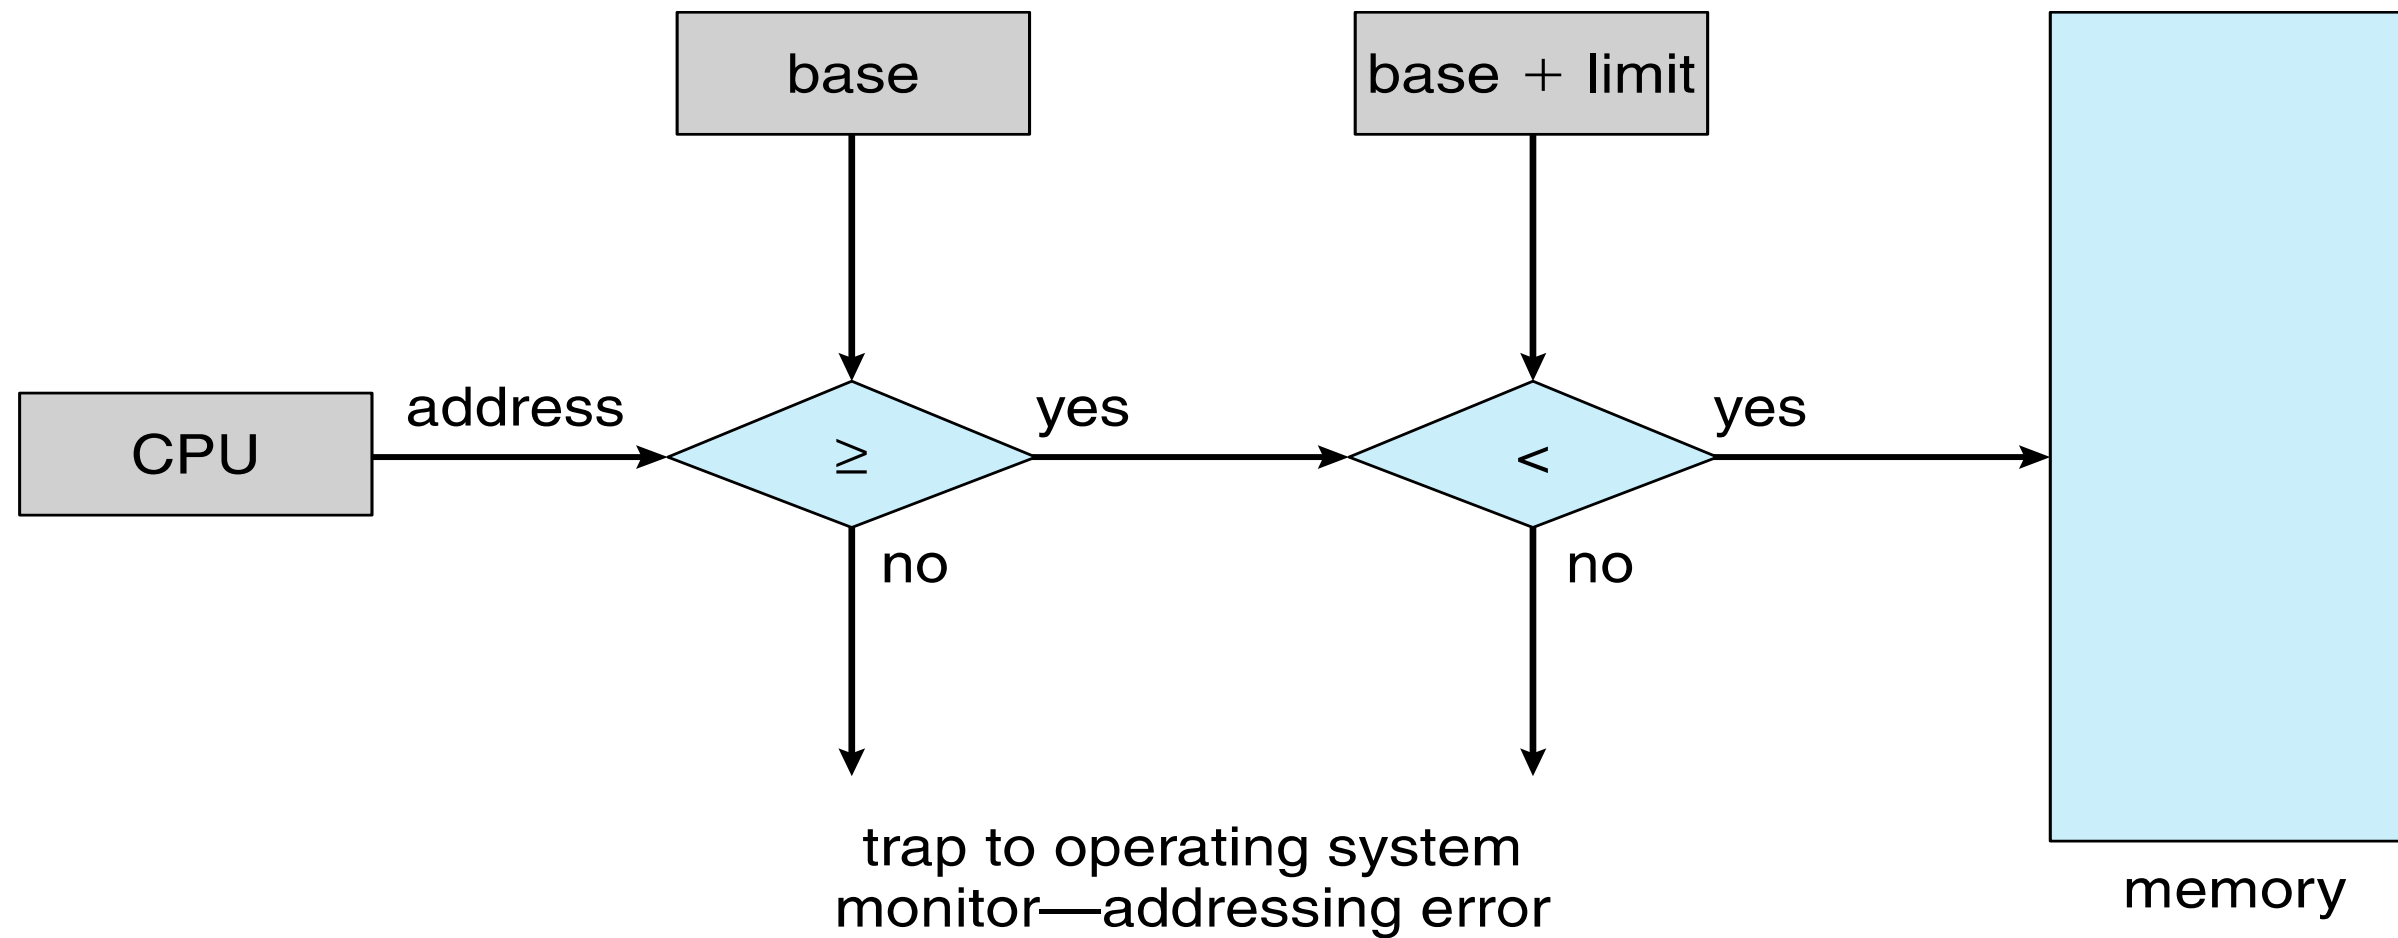 base
base + limit
CPU
address
≥
yes
<
yes
no
no
trap to operating system
monitor—addressing error
memory